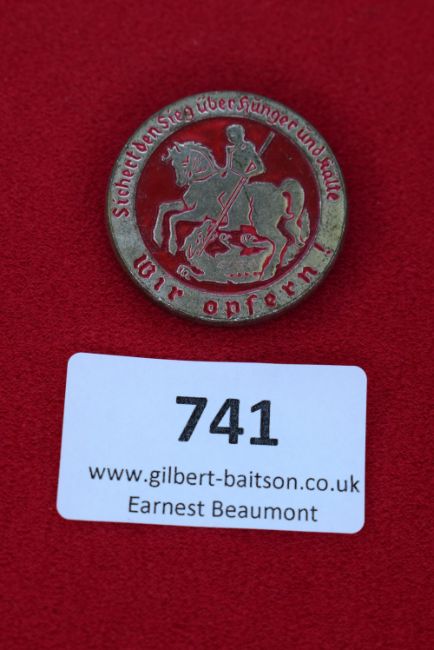 Sichert den Sieg über Hunger und Kälte
Wir opfern!
741
www.gilbert-baitson.co.uk
Earnest Beaumont